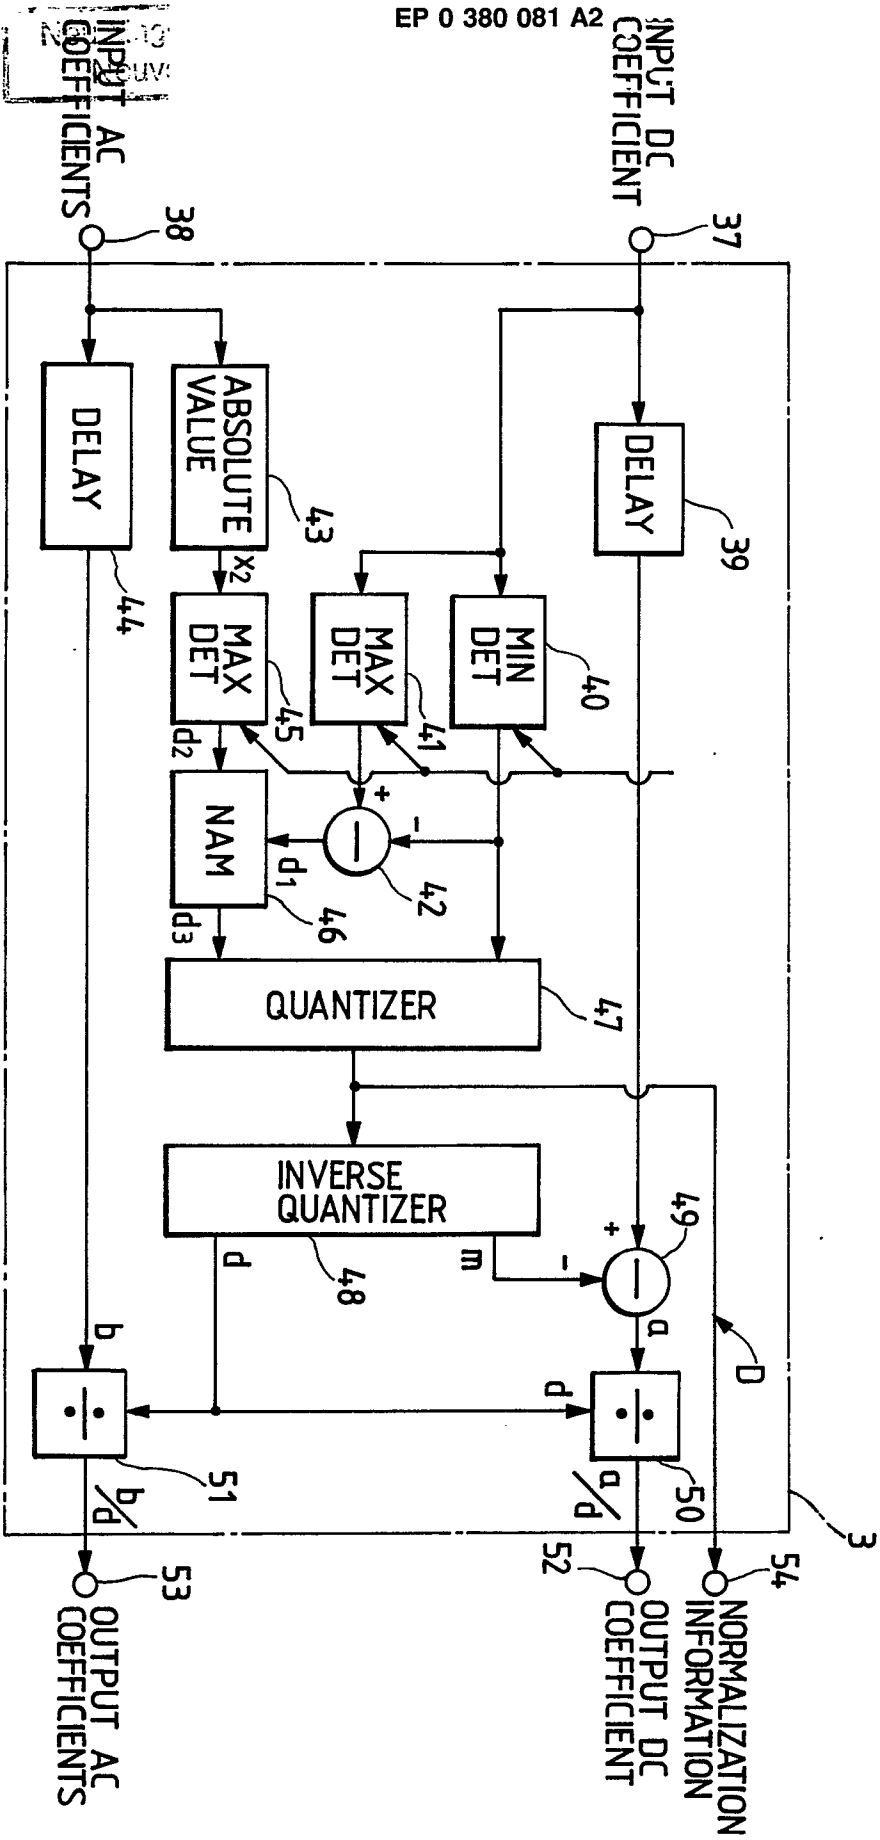 EP 0 380 081 A2
INPUT DC
COEFFICIENT
37
INPUT AC
COEFFICIENTS
38
DELAY
39
MIN
DET
40
MAX
DET
41
ABSOLUTE
VALUE
43
x2
MAX
DET
45
d2
DELAY
44
+
-
42
d1
NAM
46
d3
QUANTIZER
47
INVERSE
QUANTIZER
48
m
d
+
-
49
a
D
d
50
a/d
b
51
b/d
3
54
NORMALIZATION
INFORMATION
52
OUTPUT DC
COEFFICIENT
53
OUTPUT AC
COEFFICIENTS